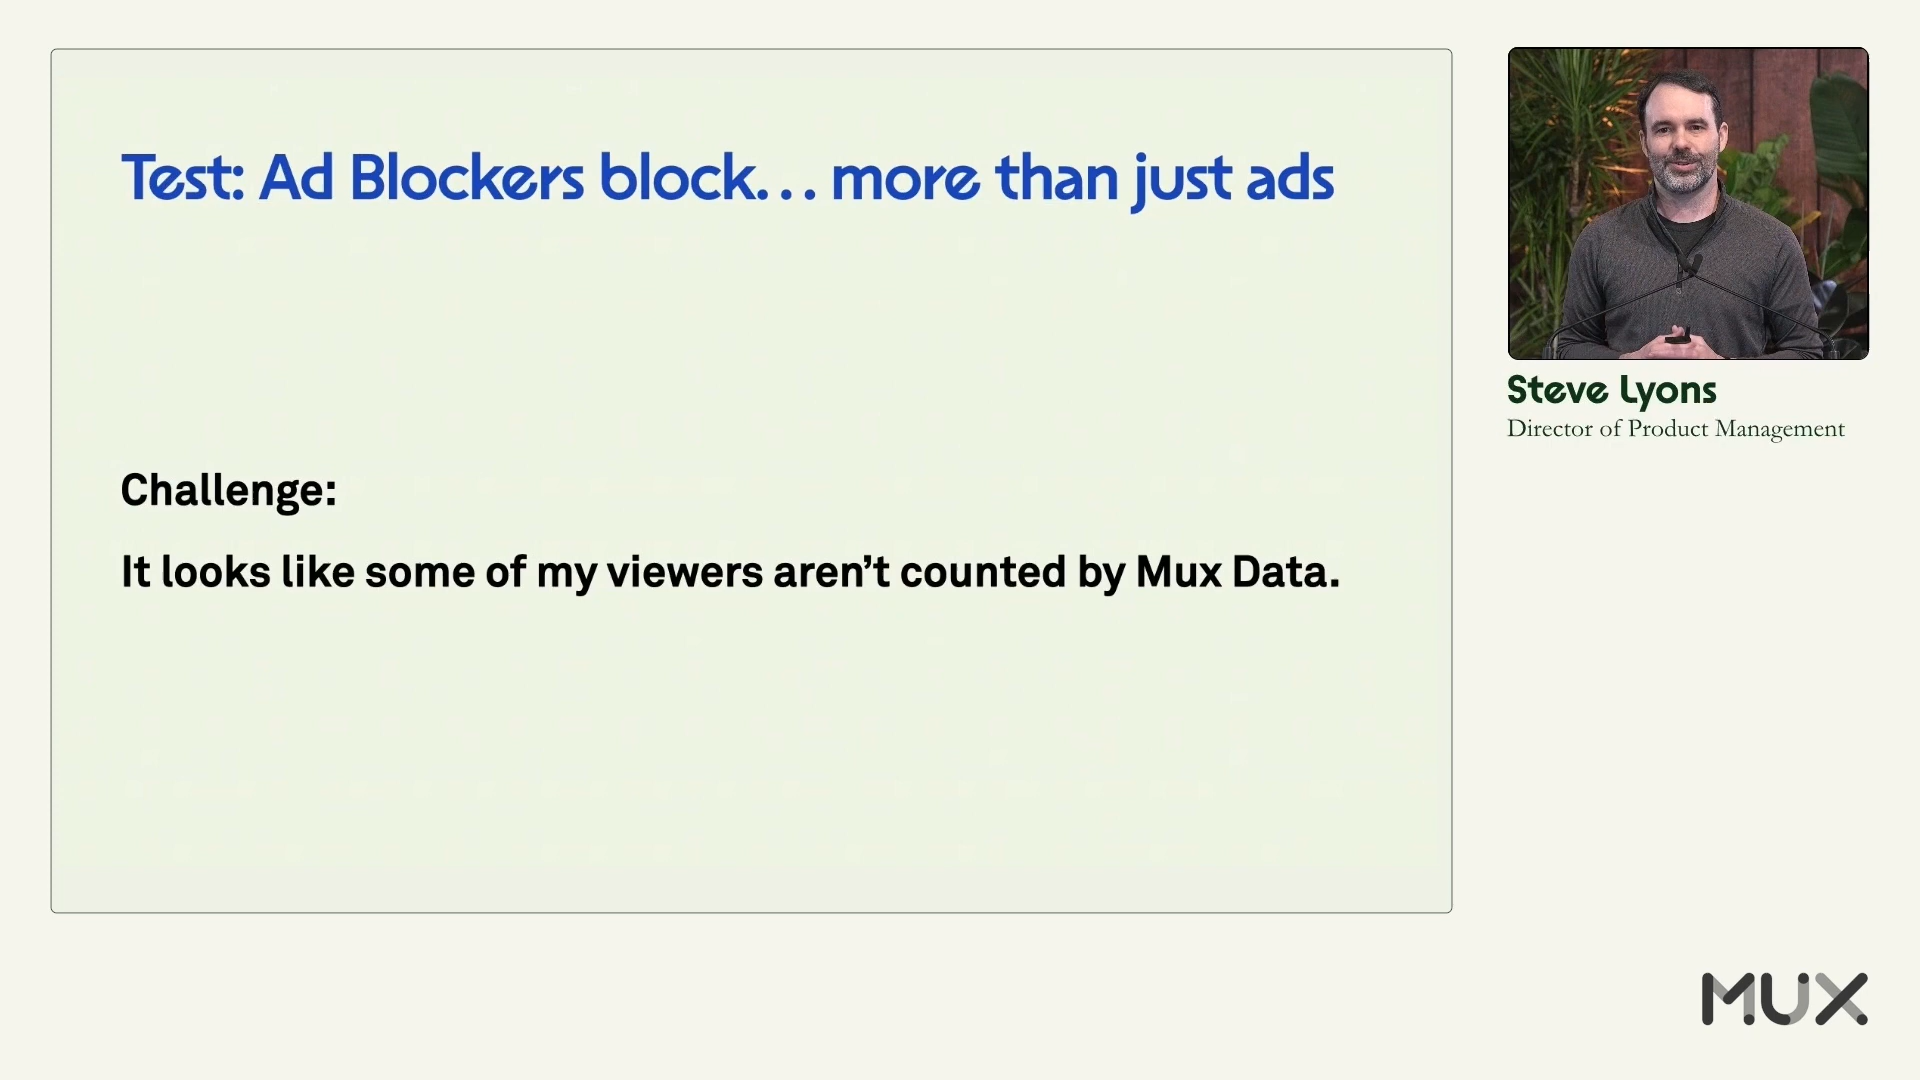 Test: Ad Blockers block... more than just ads
Challenge:
It looks like some of my viewers aren’t counted by Mux Data.
Steve Lyons
Director of Product Management
MUX